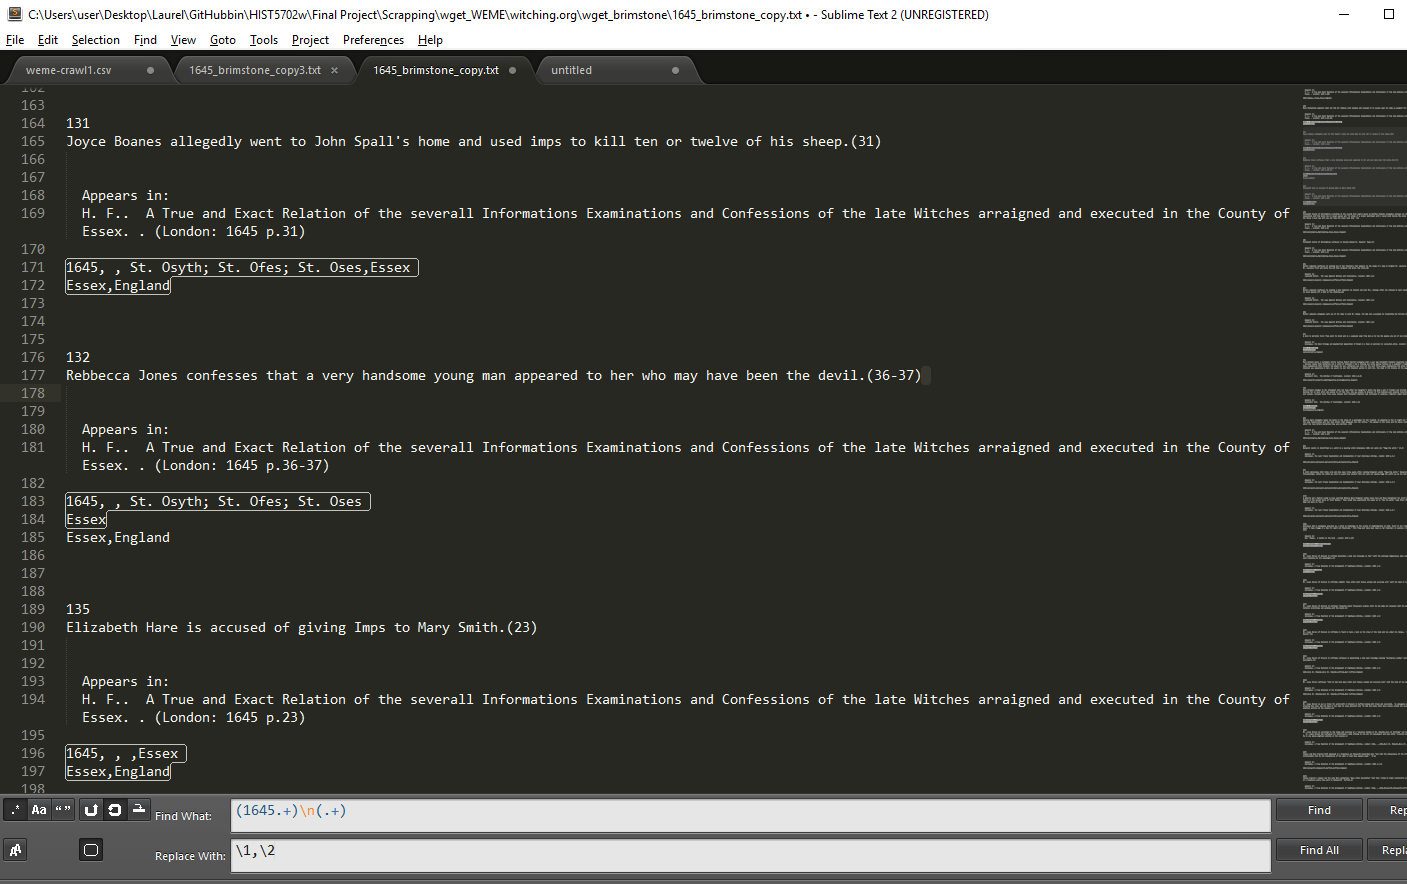 C:\Users\user\Desktop\Laurel\GitHubbin\HIST5702w\Final Project\Scrapping\wget_WEME\witching.org\wget_brimstone\1645_brimstone_copy.txt • - Sublime Text 2 (UNREGISTERED)
File Edit Selection Find View Goto Tools Project Preferences Help
weme-crawl1.csv 1645_brimstone_copy3.txt × 1645_brimstone_copy.txt untitled
162
163
164 131
165 Joyce Boanes allegedly went to John Spall's home and used imps to kill ten or twelve of his sheep.(31)
166
167
168 Appears in:
169 H. F.. A True and Exact Relation of the severall Informations Examinations and Confessions of the late Witches arraigned and executed in the County of
Essex. . (London: 1645 p.31)
170
171 1645, , St. Osyth; St. Ofes; St. Oses,Essex
172 Essex,England
173
174
175
176 132
177 Rebbecca Jones confesses that a very handsome young man appeared to her who may have been the devil.(36-37)
178
179
180 Appears in:
181 H. F.. A True and Exact Relation of the severall Informations Examinations and Confessions of the late Witches arraigned and executed in the County of
Essex. . (London: 1645 p.36-37)
182
183 1645, , St. Osyth; St. Ofes; St. Oses
184 Essex
185 Essex,England
186
187
188
189 135
190 Elizabeth Hare is accused of giving Imps to Mary Smith.(23)
191
192
193 Appears in:
194 H. F.. A True and Exact Relation of the severall Informations Examinations and Confessions of the late Witches arraigned and executed in the County of
Essex. . (London: 1645 p.23)
195
196 1645, , ,Essex
197 Essex,England
198
.* Aa “ ” Find What: (1645.+)\n(.+) Find Rep
Replace With: \1,\2 Find All Repla